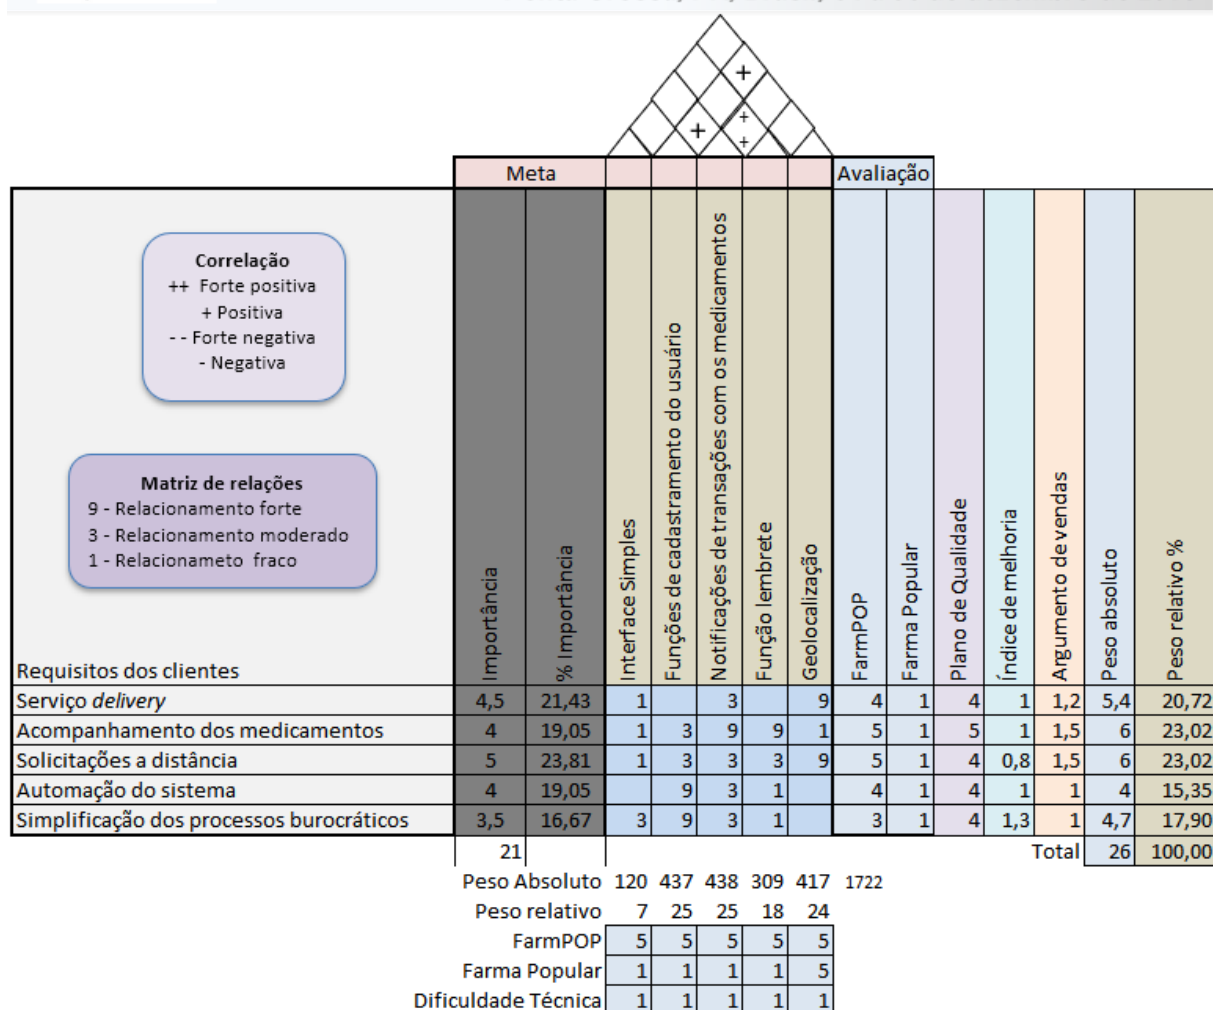 +
+
+
+
Meta
Avaliação
Correlação
++ Forte positiva
+ Positiva
- - Forte negativa
- Negativa
Matriz de relações
9 - Relacionamento forte
3 - Relacionamento moderado
1 - Relacionameto fraco
Requisitos dos clientes
Importância
% Importância
Interface Simples
Funções de cadastramento do usuário
Notificações de transações com os medicamentos
Função lembrete
Geolocalização
FarmPOP
Farma Popular
Plano de Qualidade
Índice de melhoria
Argumento de vendas
Peso absoluto
Peso relativo %
Serviço delivery 4,5 21,43 1 3 9 4 1 4 1 1,2 5,4 20,72
Acompanhamento dos medicamentos 4 19,05 1 3 9 9 1 5 1 5 1 1,5 6 23,02
Solicitações a distância 5 23,81 1 3 3 3 9 5 1 4 0,8 1,5 6 23,02
Automação do sistema 4 19,05 9 3 1 4 1 4 1 1 4 15,35
Simplificação dos processos burocráticos 3,5 16,67 3 9 3 1 3 1 4 1,3 1 4,7 17,90
21 Total 26 100,00
Peso Absoluto 120 437 438 309 417 1722
Peso relativo 7 25 25 18 24
FarmPOP 5 5 5 5 5
Farma Popular 1 1 1 1 5
Dificuldade Técnica 1 1 1 1 1